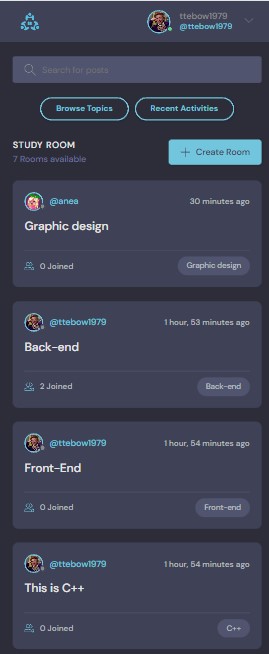 ttebow1979
@ttebow1979
Search for posts
Browse Topics
Recent Activities
STUDY ROOM
7 Rooms available
Create Room
@anea
30 minutes ago
Graphic design
0 Joined
Graphic design
@ttebow1979
1 hour, 53 minutes ago
Back-end
2 Joined
Back-end
@ttebow1979
1 hour, 54 minutes ago
Front-End
0 Joined
Front-end
@ttebow1979
1 hour, 54 minutes ago
This is C++
0 Joined
C++